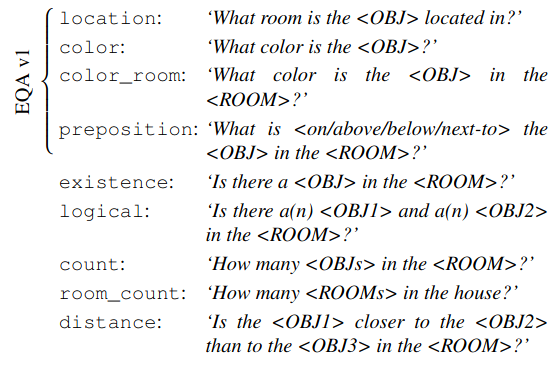 EQA v1
location: ‘What room is the <OBJ> located in?’
color: ‘What color is the <OBJ>?’
color_room: ‘What color is the <OBJ> in the
<ROOM>?’
preposition: ‘What is <on/above/below/next-to> the
<OBJ> in the <ROOM>?’
existence: ‘Is there a <OBJ> in the <ROOM>?’
logical: ‘Is there a(n) <OBJ1> and a(n) <OBJ2>
in the <ROOM>?’
count: ‘How many <OBJs> in the <ROOM>?’
room_count: ‘How many <ROOMs> in the house?’
distance: ‘Is the <OBJ1> closer to the <OBJ2>
than to the <OBJ3> in the <ROOM>?’